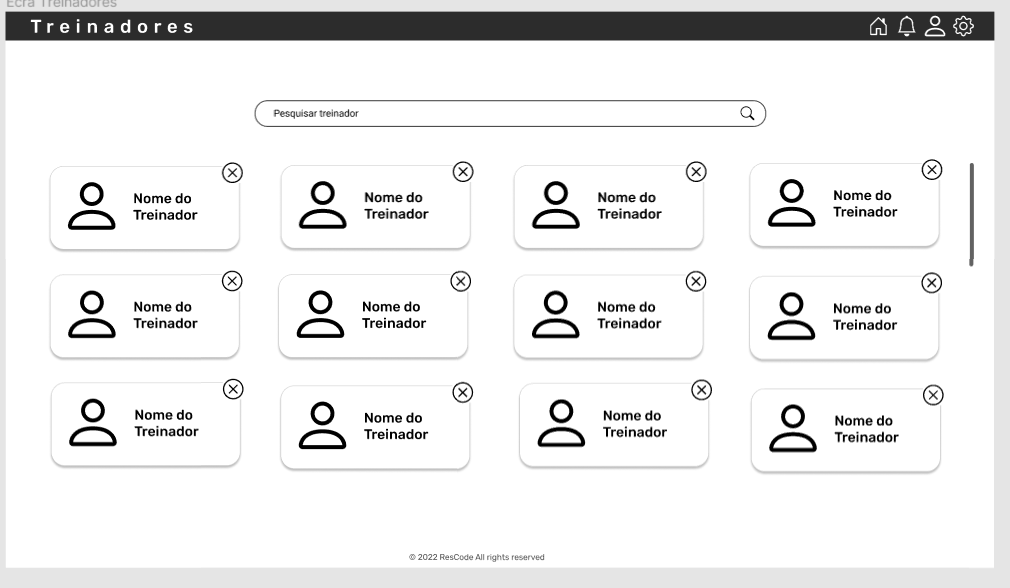 Ecrã Treinadores
Treinadores
Pesquisar treinador
Nome do
Treinador
Nome do
Treinador
Nome do
Treinador
Nome do
Treinador
Nome do
Treinador
Nome do
Treinador
Nome do
Treinador
Nome do
Treinador
Nome do
Treinador
Nome do
Treinador
Nome do
Treinador
Nome do
Treinador
© 2022 ResCode All rights reserved